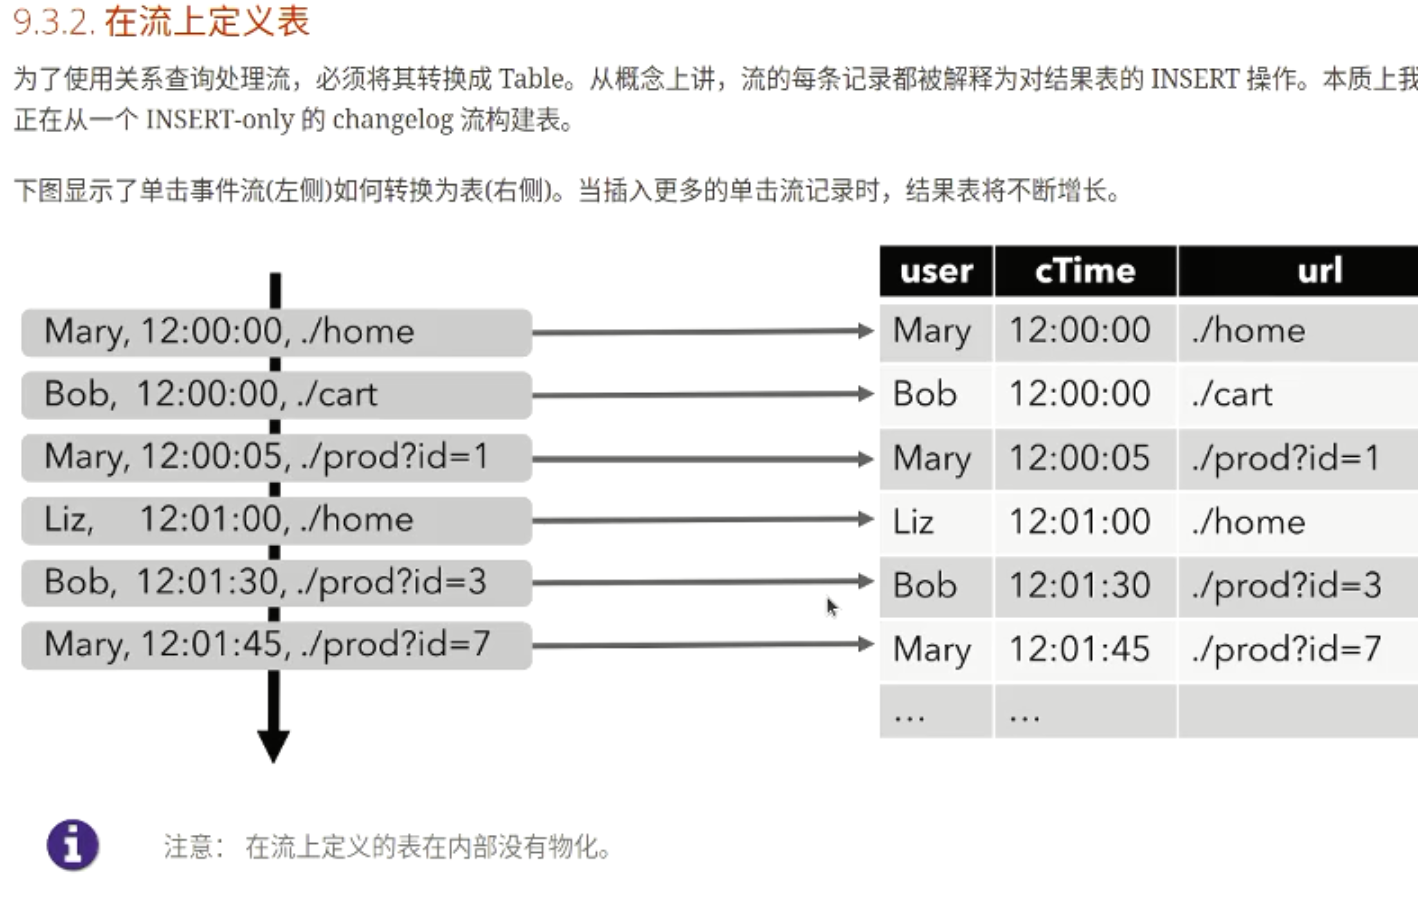 9.3.2. 在流上定义表
为了使用关系查询处理流，必须将其转换成 Table。从概念上讲，流的每条记录都被解释为对结果表的 INSERT 操作。本质上我
正在从一个 INSERT-only 的 changelog 流构建表。
下图显示了单击事件流(左侧)如何转换为表(右侧)。当插入更多的单击流记录时，结果表将不断增长。
user cTime url
Mary, 12:00:00, ./home Mary 12:00:00 ./home
Bob, 12:00:00, ./cart Bob 12:00:00 ./cart
Mary, 12:00:05, ./prod?id=1 Mary 12:00:05 ./prod?id=1
Liz, 12:01:00, ./home Liz 12:01:00 ./home
Bob, 12:01:30, ./prod?id=3 Bob 12:01:30 ./prod?id=3
Mary, 12:01:45, ./prod?id=7 Mary 12:01:45 ./prod?id=7
... ...
注意： 在流上定义的表在内部没有物化。